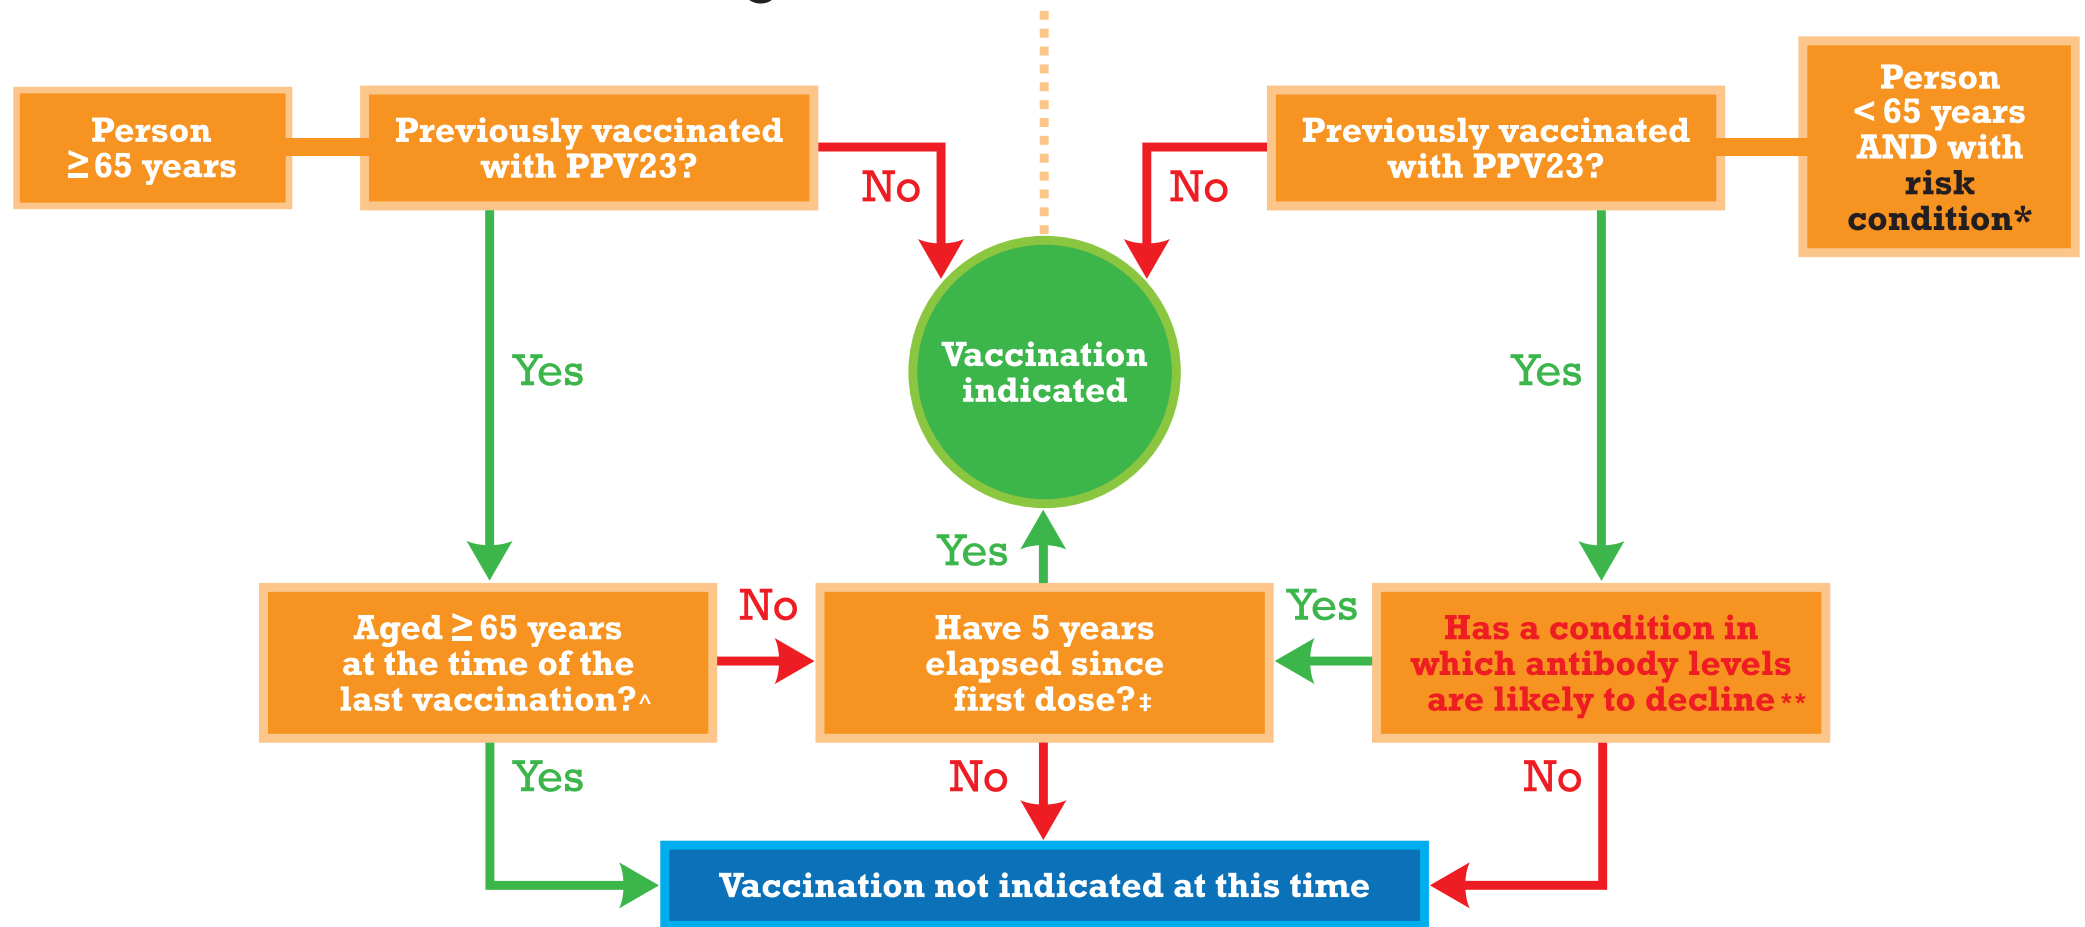 Person
≥ 65 years
Previously vaccinated
with PPV23?
No
Previously vaccinated
with PPV23?
No
Person
< 65 years
AND with
risk
condition*
Vaccination
indicated
Yes
Yes
Yes
Aged ≥ 65 years
at the time of the
last vaccination?^
No
Have 5 years
elapsed since
first dose?‡
Yes
Has a condition in
which antibody levels
are likely to decline**
Yes
No
No
Vaccination not indicated at this time